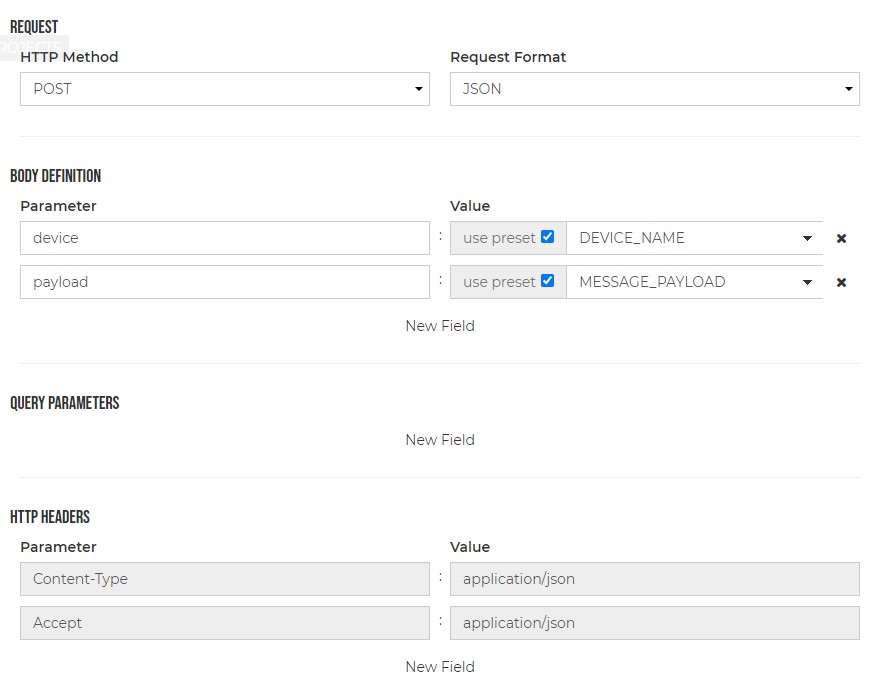 REQUEST
PROJECTS
HTTP Method Request Format
POST JSON
BODY DEFINITION
Parameter Value
device : use preset DEVICE_NAME
payload : use preset MESSAGE_PAYLOAD
New Field
QUERY PARAMETERS
New Field
HTTP HEADERS
Parameter Value
Content-Type : application/json
Accept : application/json
New Field